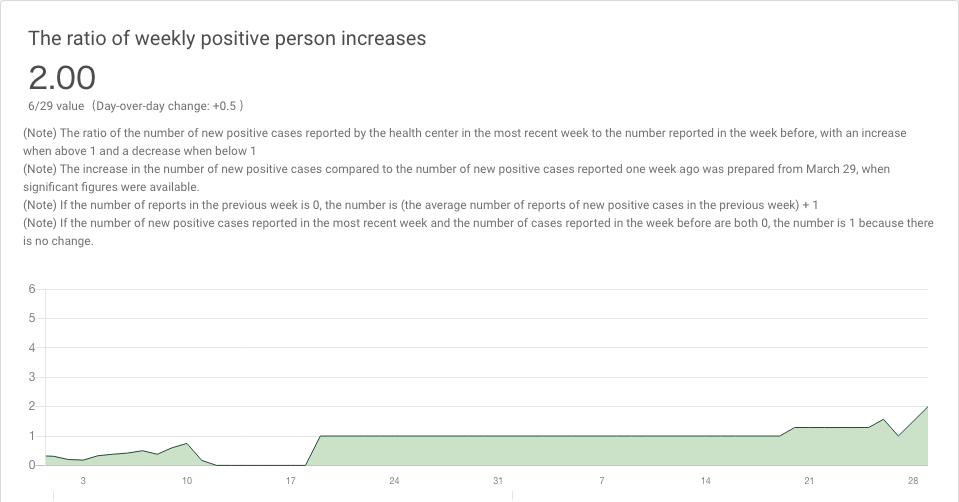 The ratio of weekly positive person increases
2.00
6/29 value（Day-over-day change: +0.5 ）
(Note) The ratio of the number of new positive cases reported by the health center in the most recent week to the number reported in the week before, with an increase
when above 1 and a decrease when below 1
(Note) The increase in the number of new positive cases compared to the number of new positive cases reported one week ago was prepared from March 29, when
significant figures were available.
(Note) If the number of reports in the previous week is 0, the number is (the average number of reports of new positive cases in the previous week) + 1
(Note) If the number of new positive cases reported in the most recent week and the number of cases reported in the week before are both 0, the number is 1 because there
is no change.
6
5
4
3
2
1
0
3 10 17 24 31 7 14 21 28